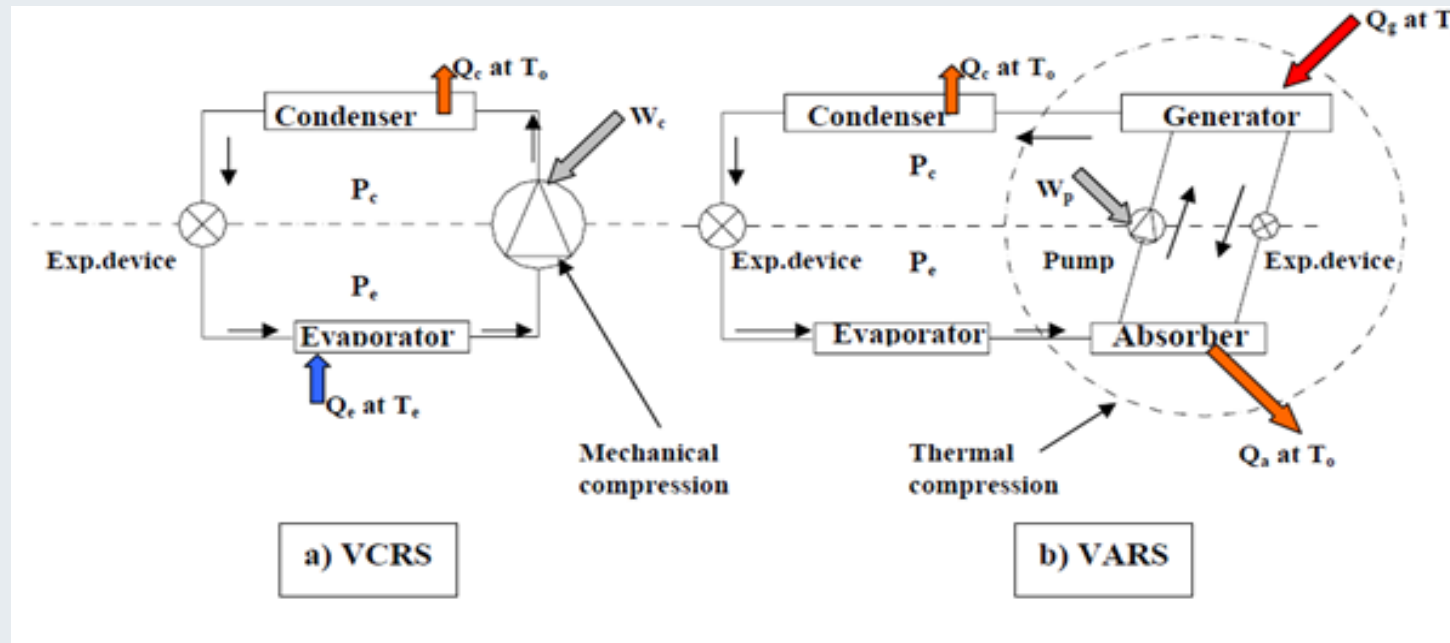 Qc at To
Condenser
Wc
Pc
Exp.device
Pe
Evaporator
Qe at Te
Mechanical
compression
a) VCRS
Qg at T
Qc at To
Condenser
Generator
Pc
Wp
Exp.device
Pe
Pump
Exp.device
Evaporator
Absorber
Thermal
compression
Qa at To
b) VARS